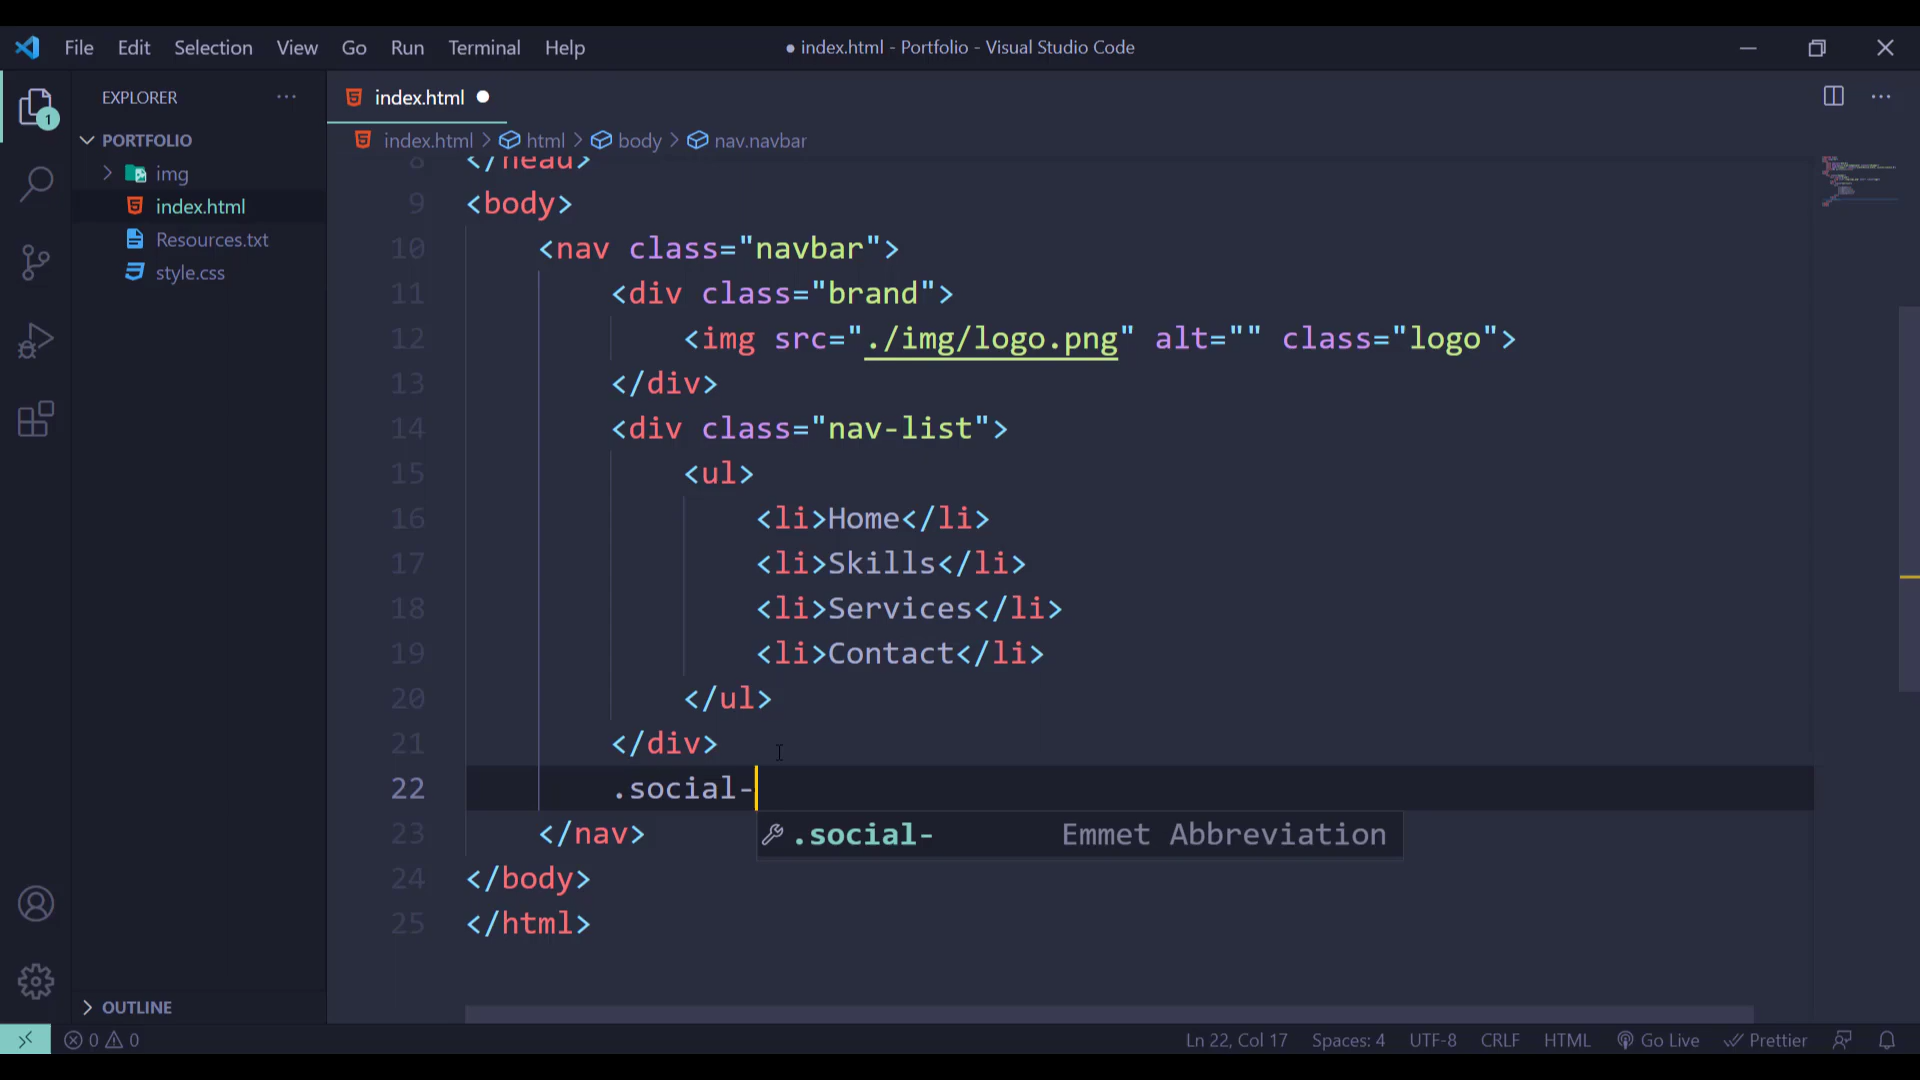 File Edit Selection View Go Run Terminal Help ● index.html - Portfolio - Visual Studio Code
EXPLORER ···
index.html
1
PORTFOLIO
index.html > html > body > nav.navbar
img
index.html
Resources.txt
style.css
8 </head>
9 <body>
10 <nav class="navbar">
11 <div class="brand">
12 <img src="./img/logo.png" alt="" class="logo">
13 </div>
14 <div class="nav-list">
15 <ul>
16 <li>Home</li>
17 <li>Skills</li>
18 <li>Services</li>
19 <li>Contact</li>
20 </ul>
21 </div>
22 .social-
.social- Emmet Abbreviation
23 </nav>
24 </body>
25 </html>
OUTLINE
0 0 Ln 22, Col 17 Spaces: 4 UTF-8 CRLF HTML Go Live Prettier